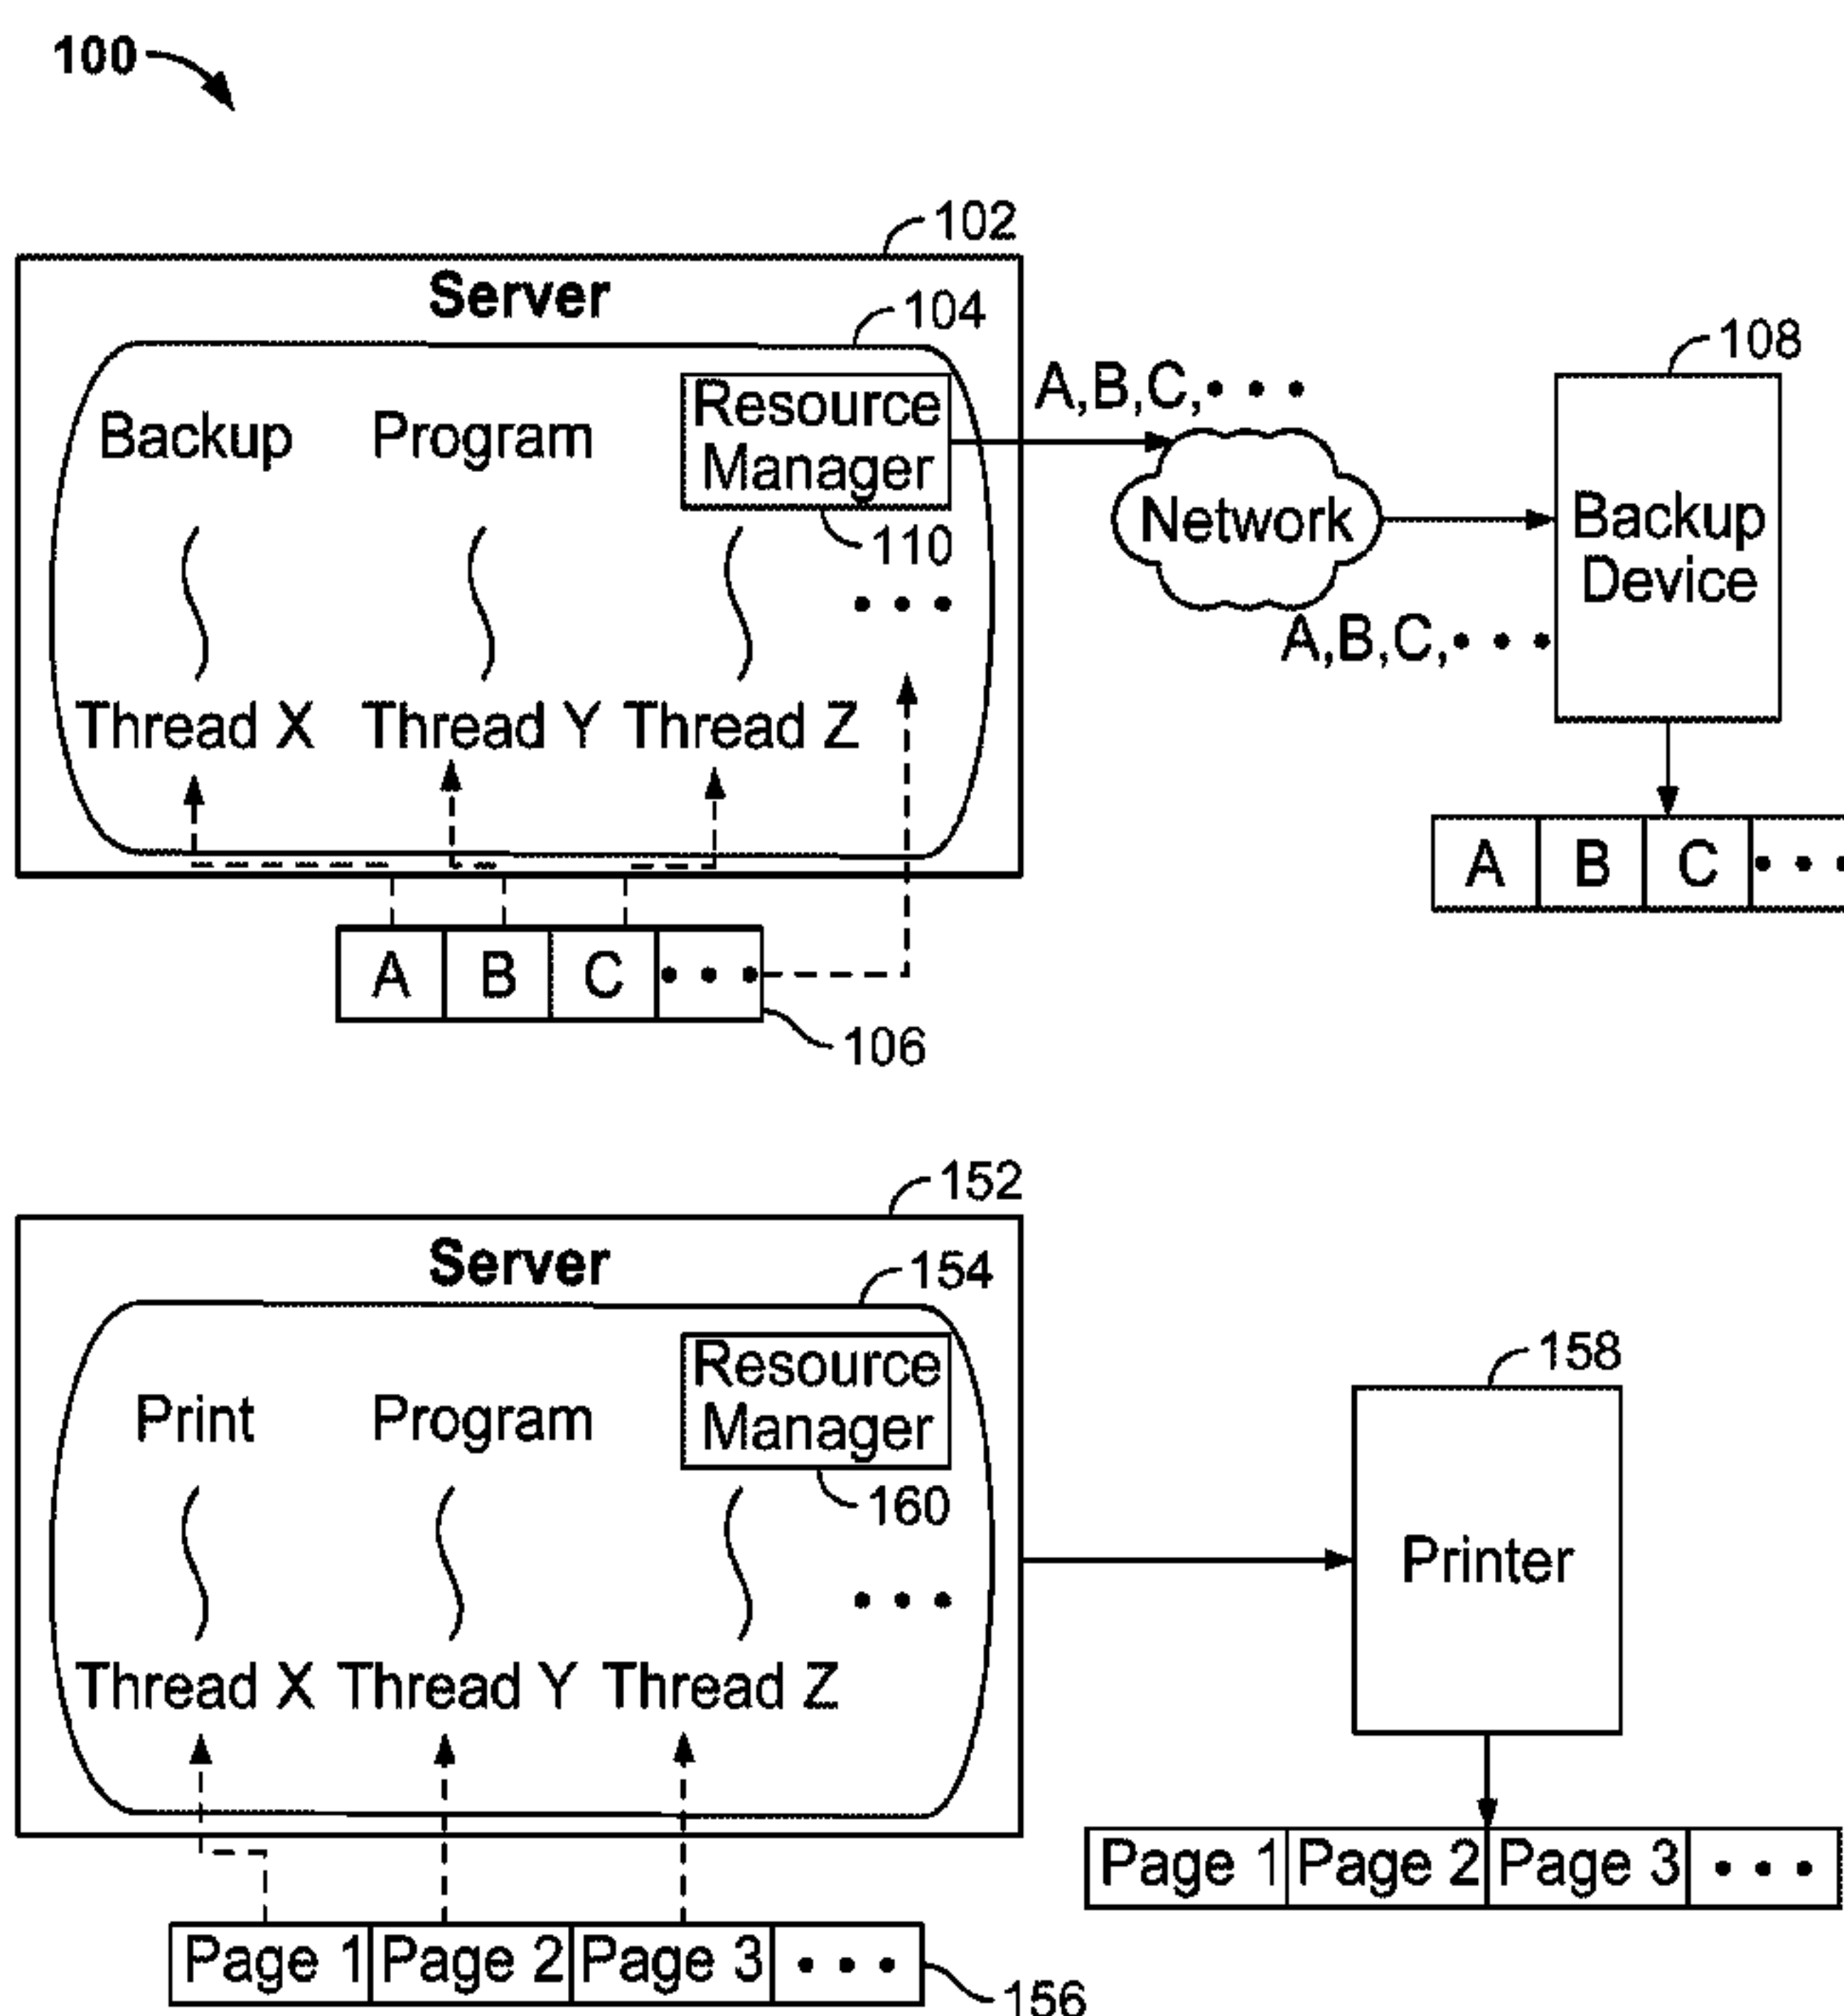 100
102
Server
104
108
Resource
Manager
A,B,C,•••
Backup Program
110
Network
Backup
Device
•••
A,B,C,•••
Thread X Thread Y Thread Z
A B C •••
A B C •••
106
152
Server
154
Resource
Manager
158
Print Program
160
Printer
•••
Thread X Thread Y Thread Z
Page 1 Page 2 Page 3 •••
Page 1 Page 2 Page 3 •••
156